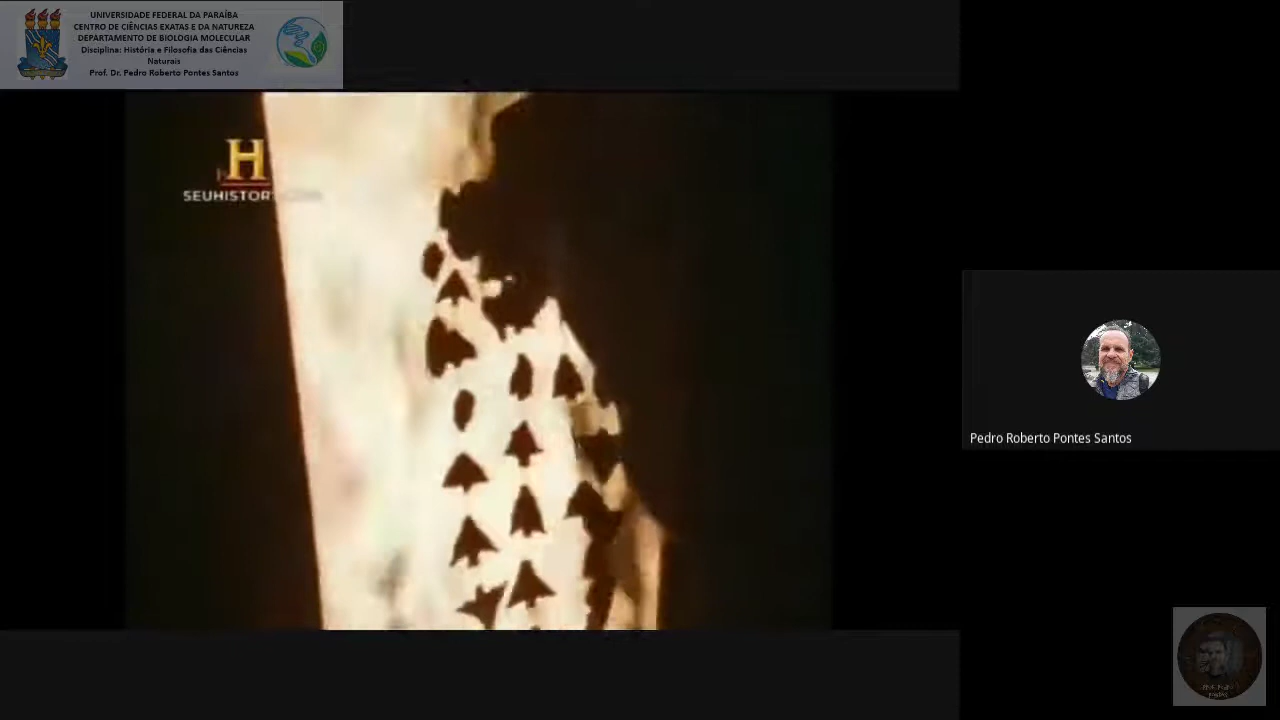 UNIVERSIDADE FEDERAL DA PARAÍBA
CENTRO DE CIÊNCIAS EXATAS E DA NATUREZA
DEPARTAMENTO DE BIOLOGIA MOLECULAR
Disciplina: História e Filosofia das Ciências
Naturais
Prof. Dr. Pedro Roberto Pontes Santos
H
SEUHISTOR
Pedro Roberto Pontes Santos